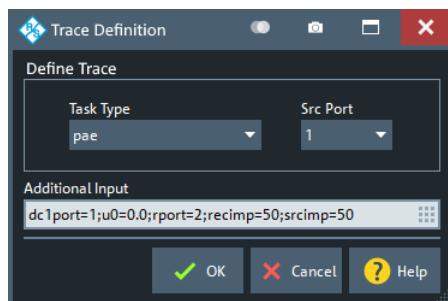 Trace Definition
Define Trace
Task Type
Src Port
pae
1
Additional Input
dc1port=1;u0=0.0;rport=2;recimp=50;srcimp=50
OK
Cancel
? Help